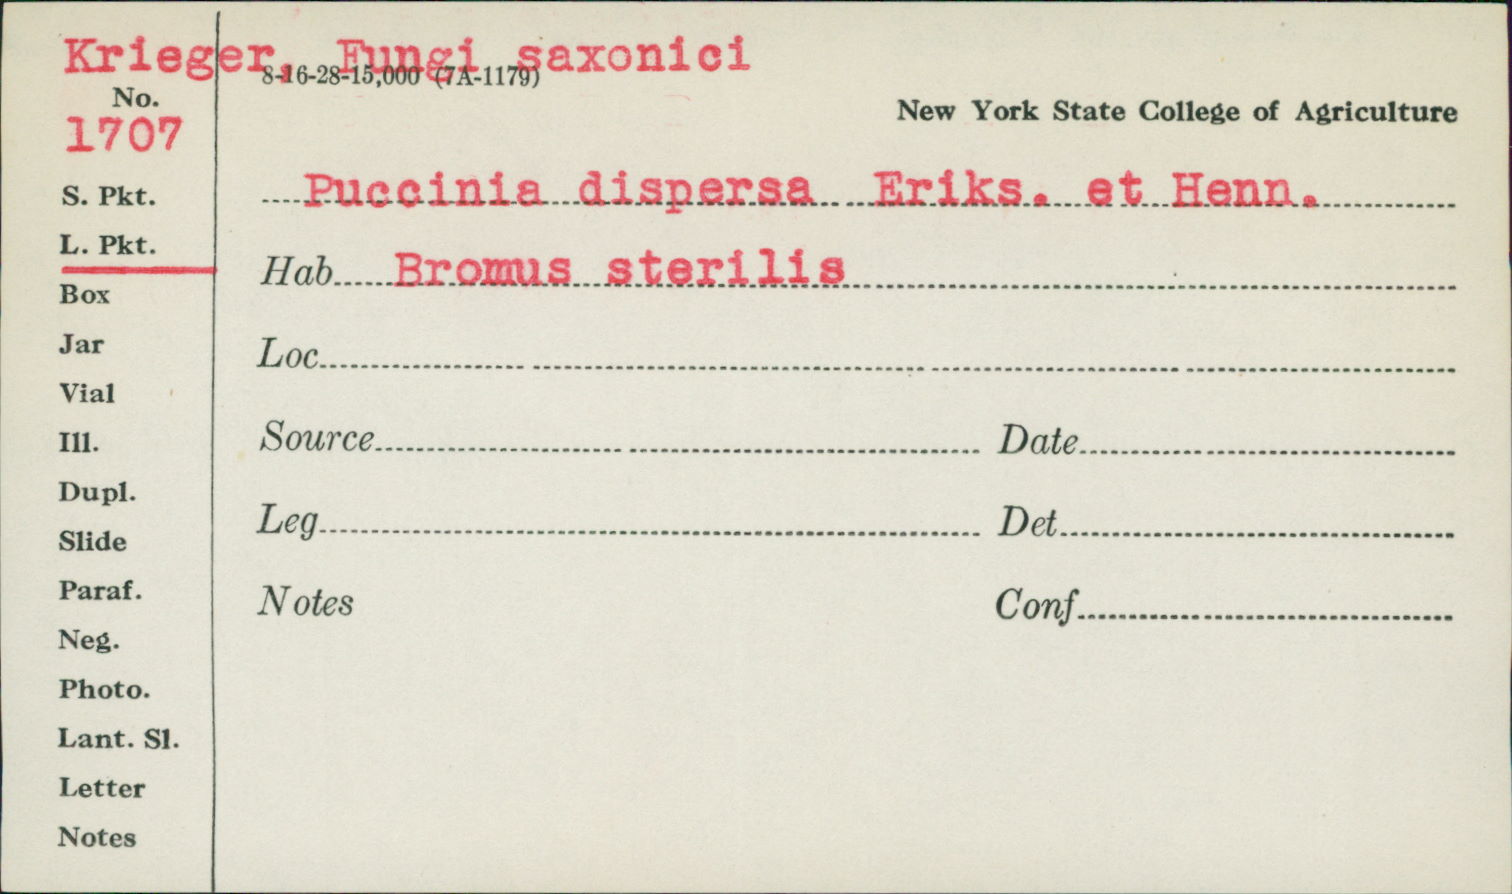 Krieger, Fungi saxonici
8-16-28-15,000 (7A-1179)
No.
1707
New York State College of Agriculture
S. Pkt.
Puccinia dispersa Eriks. et Henn.
L. Pkt.
Hab. Bromus sterilis
Box
Jar
Loc.
Vial
Ill.
Source
Date
Dupl.
Slide
Leg.
Det.
Paraf.
Notes
Conf.
Neg.
Photo.
Lant. Sl.
Letter
Notes